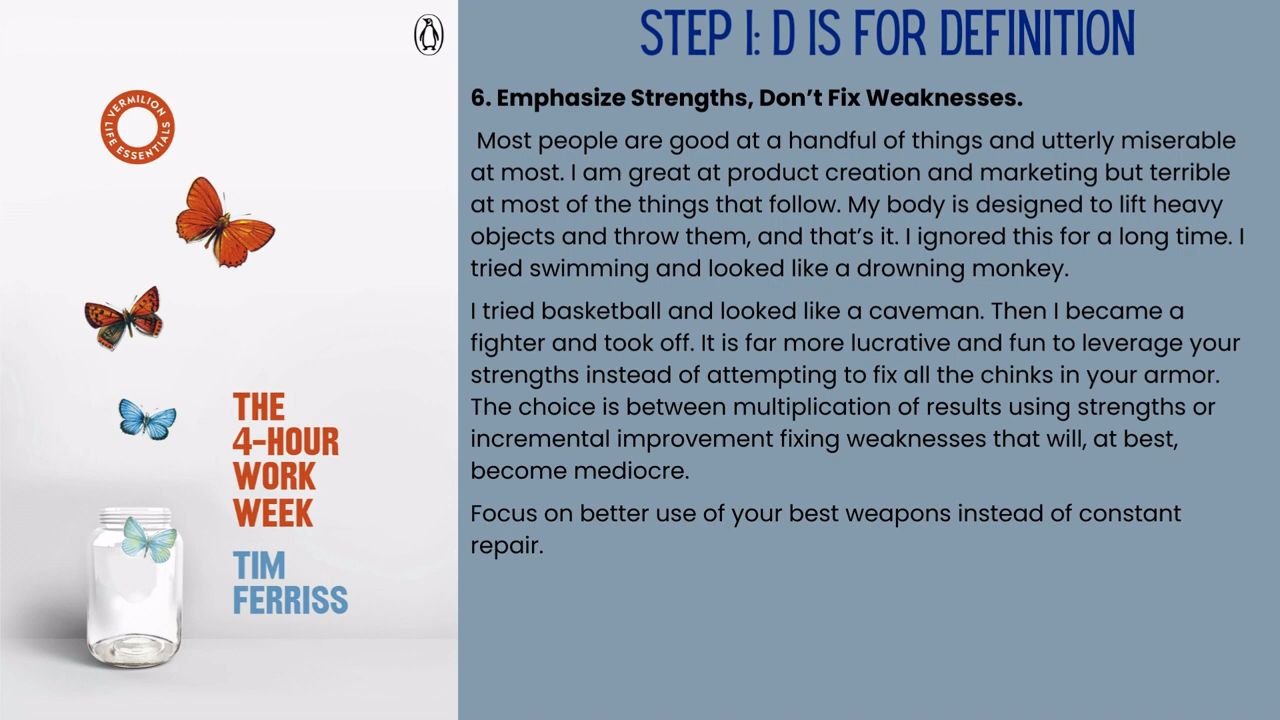 VERMILION
LIFE ESSENTIALS
THE
4-HOUR
WORK
WEEK
TIM
FERRISS
STEP I: D IS FOR DEFINITION
6. Emphasize Strengths, Don’t Fix Weaknesses.
Most people are good at a handful of things and utterly miserable
at most. I am great at product creation and marketing but terrible
at most of the things that follow. My body is designed to lift heavy
objects and throw them, and that’s it. I ignored this for a long time. I
tried swimming and looked like a drowning monkey.
I tried basketball and looked like a caveman. Then I became a
fighter and took off. It is far more lucrative and fun to leverage your
strengths instead of attempting to fix all the chinks in your armor.
The choice is between multiplication of results using strengths or
incremental improvement fixing weaknesses that will, at best,
become mediocre.
Focus on better use of your best weapons instead of constant
repair.